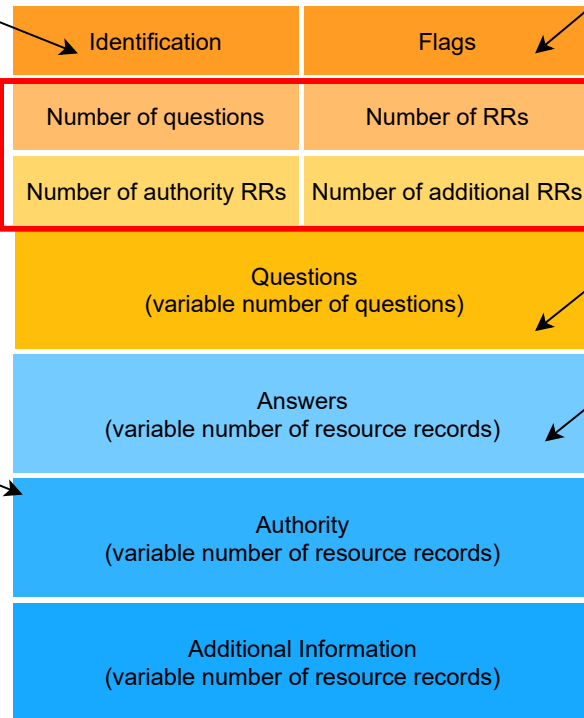 Identification
Flags
Number of questions
Number of RRs
Number of authority RRs
Number of additional RRs
Questions
(variable number of questions)
Answers
(variable number of resource records)
Authority
(variable number of resource records)
Additional Information
(variable number of resource records)